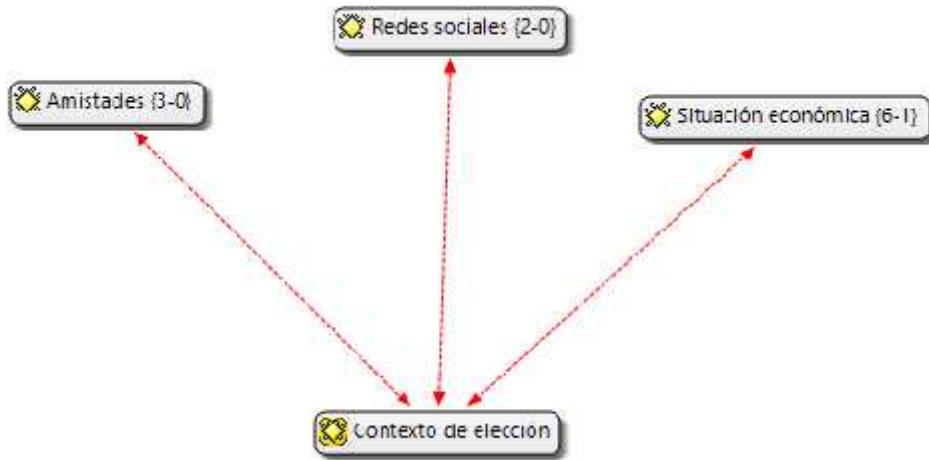 Redes sociales {2-0}
Amistades {3-0}
Situación económica {6-1}
Contexto de elección